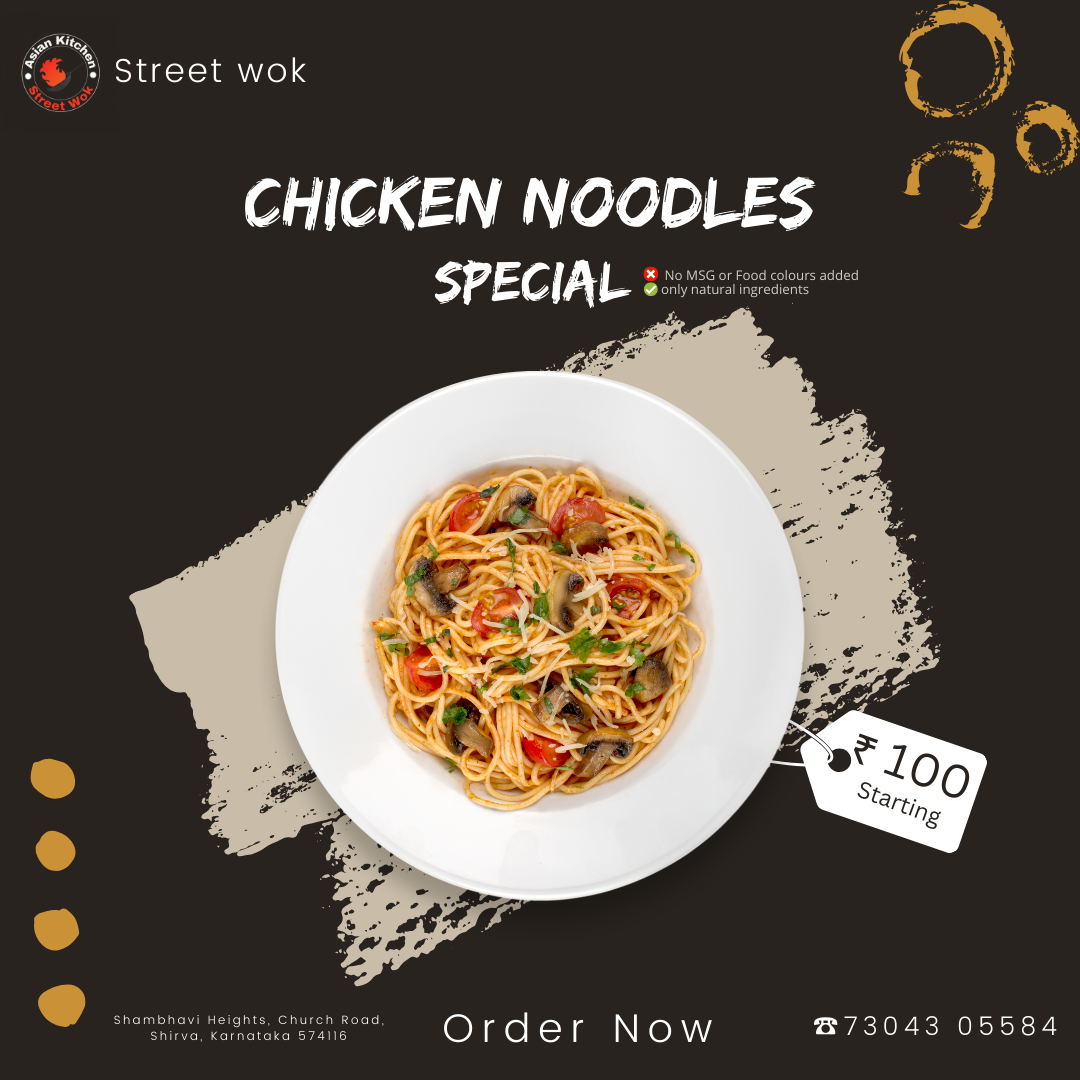 Asian Kitchen
Street Wok
Street wok
CHICKEN NOODLES
SPECIAL
❌ No MSG or Food colours added
✅ only natural ingredients
₹ 100
Starting
Shambhavi Heights, Church Road,
Shirva, Karnataka 574116
Order Now
☎73043 05584